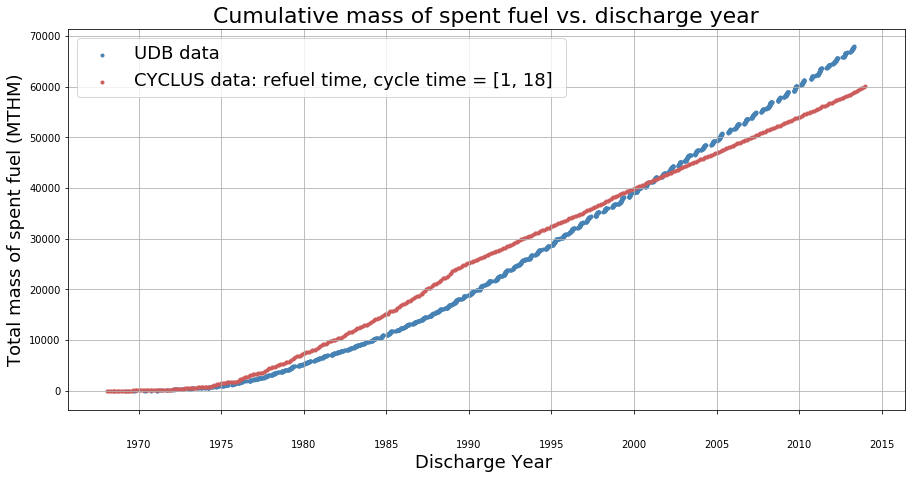 Cumulative mass of spent fuel vs. discharge year
UDB data
CYCLUS data: refuel time, cycle time = [1, 18]
Total mass of spent fuel (MTHM)
70000
60000
50000
40000
30000
20000
10000
0
1970 1975 1980 1985 1990 1995 2000 2005 2010 2015
Discharge Year